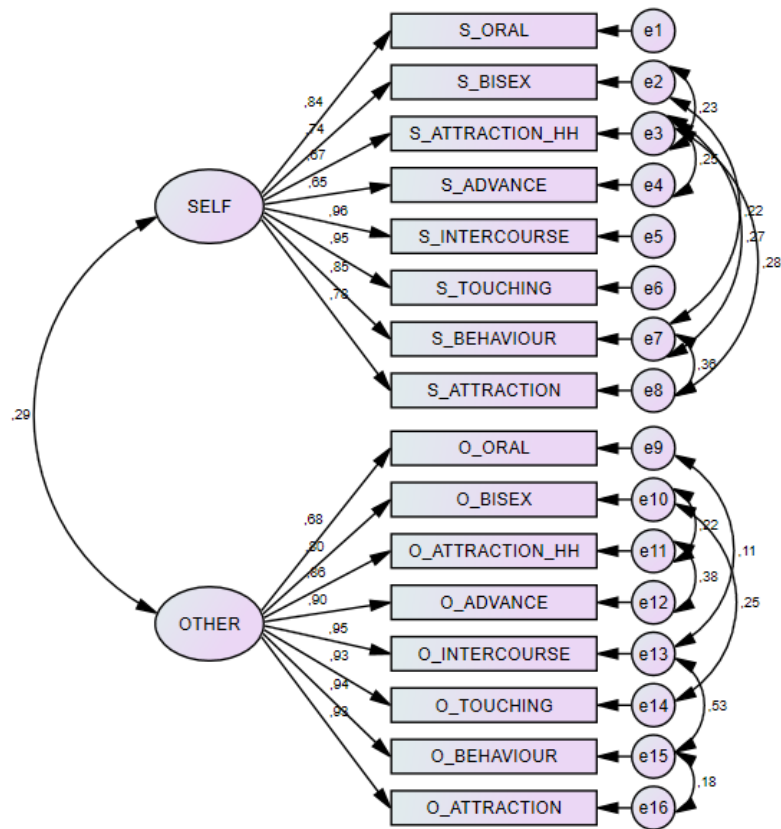 S_ORAL e1
,84
S_BISEX e2
,74
,23
S_ATTRACTION_HH e3
,67
,25
S_ADVANCE e4
,65
SELF
,96
S_INTERCOURSE e5
,22
,95
,27
S_TOUCHING e6
,28
,85
,78
S_BEHAVIOUR e7
,36
S_ATTRACTION e8
,29
O_ORAL e9
,68
O_BISEX e10
,80
,22
O_ATTRACTION_HH e11
,86
,11
,38
,90
O_ADVANCE e12
,25
OTHER
,95
O_INTERCOURSE e13
,93
O_TOUCHING e14
,53
,94
,93
O_BEHAVIOUR e15
,18
O_ATTRACTION e16